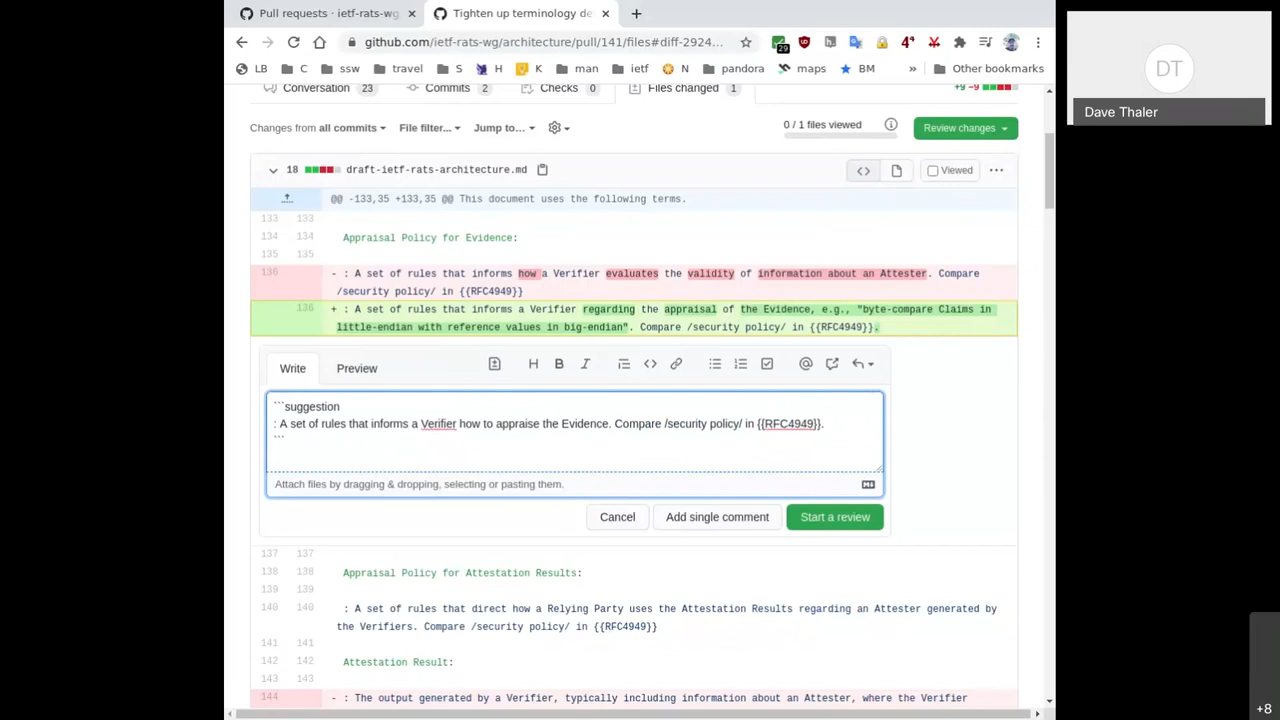 Pull requests · ietf-rats-wg
Tighten up terminology de
github.com/ietf-rats-wg/architecture/pull/141/files#diff-2924...
29
4
LB
C
ssw
travel
S
H
K
man
ietf
N
pandora
maps
BM
»
Other bookmarks
Conversation 23
Commits 2
Checks 0
Files changed 1
+9 −9
Changes from all commits
File filter...
Jump to...
0 / 1 files viewed
Review changes
18
draft-ietf-rats-architecture.md
Viewed
@@ -133,35 +133,35 @@ This document uses the following terms.
133 133
134 134 Appraisal Policy for Evidence:
135 135
136 - : A set of rules that informs how a Verifier evaluates the validity of information about an Attester. Compare
/security policy/ in {{RFC4949}}
136 + : A set of rules that informs a Verifier regarding the appraisal of the Evidence, e.g., "byte-compare Claims in
little-endian with reference values in big-endian". Compare /security policy/ in {{RFC4949}}.
Write
Preview
H B I
```suggestion
: A set of rules that informs a Verifier how to appraise the Evidence. Compare /security policy/ in {{RFC4949}}.
```
Attach files by dragging & dropping, selecting or pasting them.
Cancel
Add single comment
Start a review
137 137
138 138 Appraisal Policy for Attestation Results:
139 139
140 140 : A set of rules that direct how a Relying Party uses the Attestation Results regarding an Attester generated by
the Verifiers. Compare /security policy/ in {{RFC4949}}
141 141
142 142 Attestation Result:
143 143
144 - : The output generated by a Verifier, typically including information about an Attester, where the Verifier
DT
Dave Thaler
+8